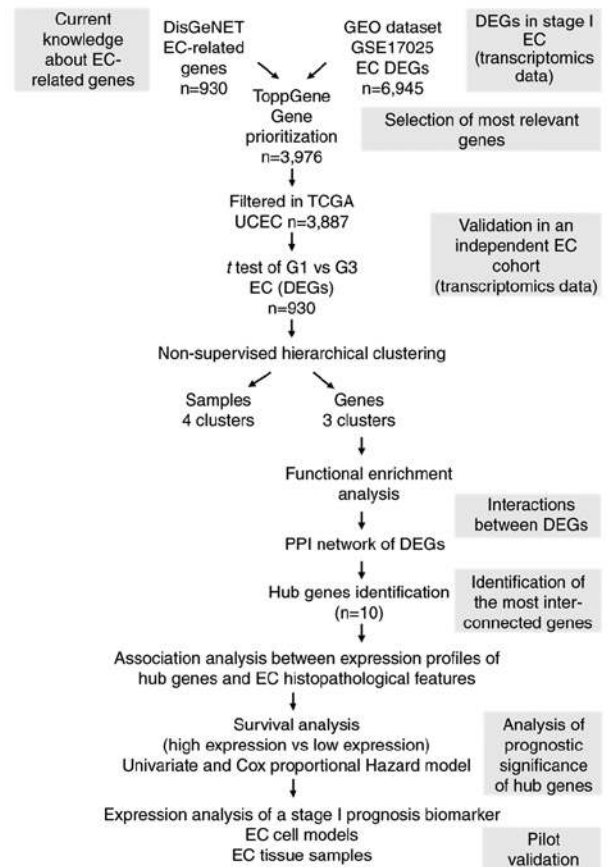 Current
knowledge
about EC-
related genes
DisGeNET
EC-related
genes
n=930
GEO dataset
GSE17025
EC DEGs
n=6,945
DEGs in stage I
EC
(transcriptomics
data)
ToppGene
Gene
prioritization
n=3,976
Selection of most relevant
genes
Filtered in TCGA
UCEC n=3,887
t test of G1 vs G3
EC (DEGs)
n=930
Validation in an
independent EC
cohort
(transcriptomics data)
Non-supervised hierarchical clustering
Samples
4 clusters
Genes
3 clusters
Functional enrichment
analysis
Interactions
between DEGs
PPI network of DEGs
Hub genes identification
(n=10)
Identification of
the most inter-
connected genes
Association analysis between expression profiles of
hub genes and EC histopathological features
Survival analysis
(high expression vs low expression)
Univariate and Cox proportional Hazard model
Analysis of
prognostic
significance
of hub genes
Expression analysis of a stage I prognosis biomarker
EC cell models
EC tissue samples
Pilot
validation